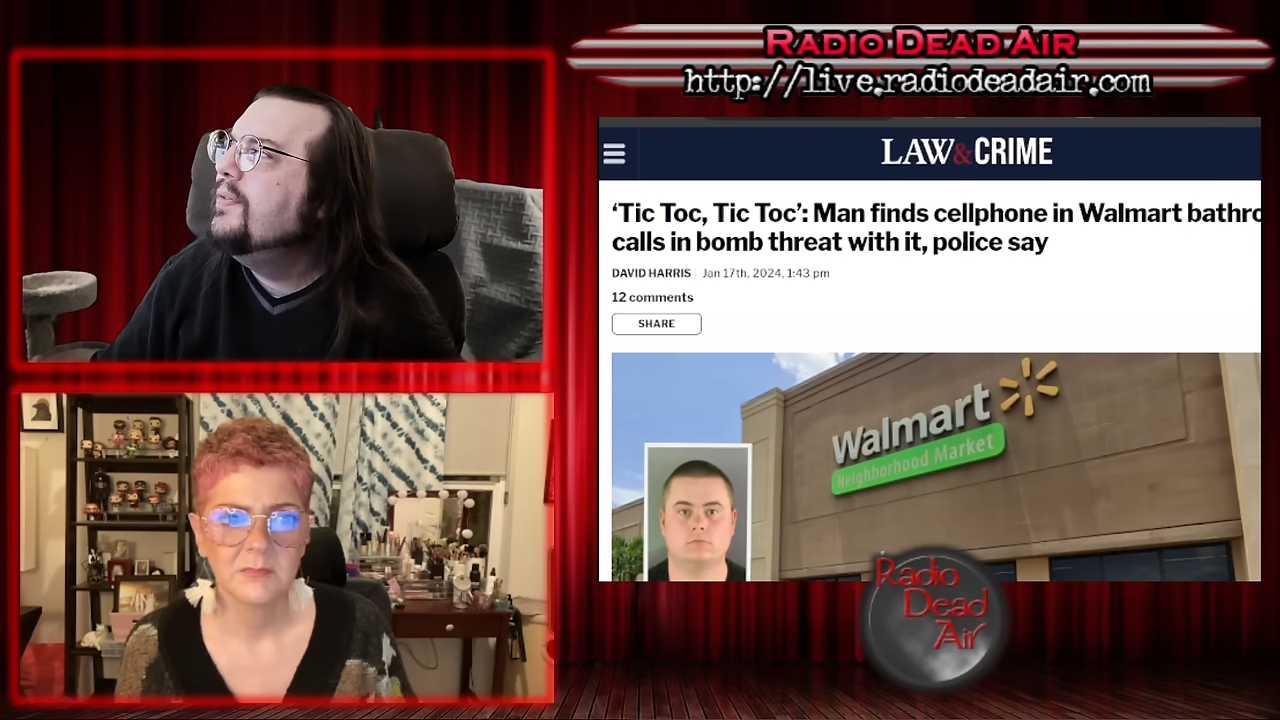 Radio Dead Air
http://live.radiodeadair.com
LAW&CRIME
‘Tic Toc, Tic Toc’: Man finds cellphone in Walmart bathro
calls in bomb threat with it, police say
DAVID HARRIS Jan 17th, 2024, 1:43 pm
12 comments
SHARE
Walmart
Neighborhood Market
Radio
Dead
Air